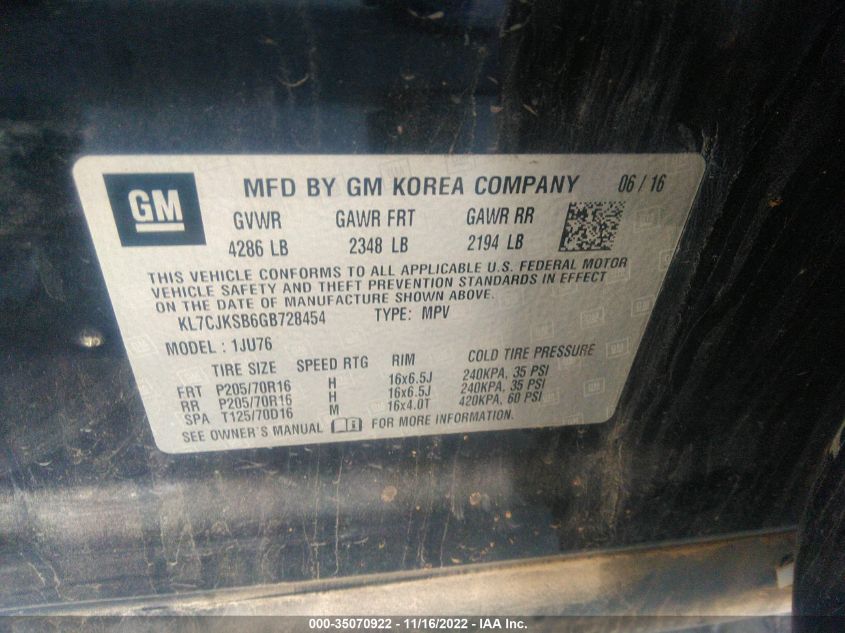 GM MFD BY GM KOREA COMPANY 06 / 16
GVWR GAWR FRT GAWR RR
4286 LB 2348 LB 2194 LB
THIS VEHICLE CONFORMS TO ALL APPLICABLE U.S. FEDERAL MOTOR
VEHICLE SAFETY AND THEFT PREVENTION STANDARDS IN EFFECT
ON THE DATE OF MANUFACTURE SHOWN ABOVE.
KL7CJKSB6GB728454 TYPE: MPV
MODEL : 1JU76
TIRE SIZE SPEED RTG RIM COLD TIRE PRESSURE
FRT P205/70R16 H 16x6.5J 240KPA, 35 PSI
RR P205/70R16 H 16x6.5J 240KPA, 35 PSI
SPA T125/70D16 M 16x4.0T 420KPA, 60 PSI
SEE OWNER'S MANUAL FOR MORE INFORMATION.
000-35070922 - 11/16/2022 - IAA Inc.